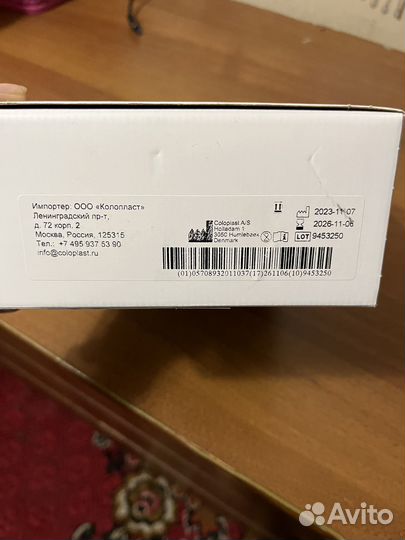 Импортер: ООО «Колопласт»
Ленинградский пр-т,
д. 72 корп. 2
Москва, Россия, 125315
Тел.: +7 495 937 53 90
info@coloplast.ru
Coloplast A/S
Holtedam 1
3050 Humlebaek
Denmark
2023-11-07
2026-11-06
LOT 9453250
(01)05708932011037(17)261106(10)9453250
Avito